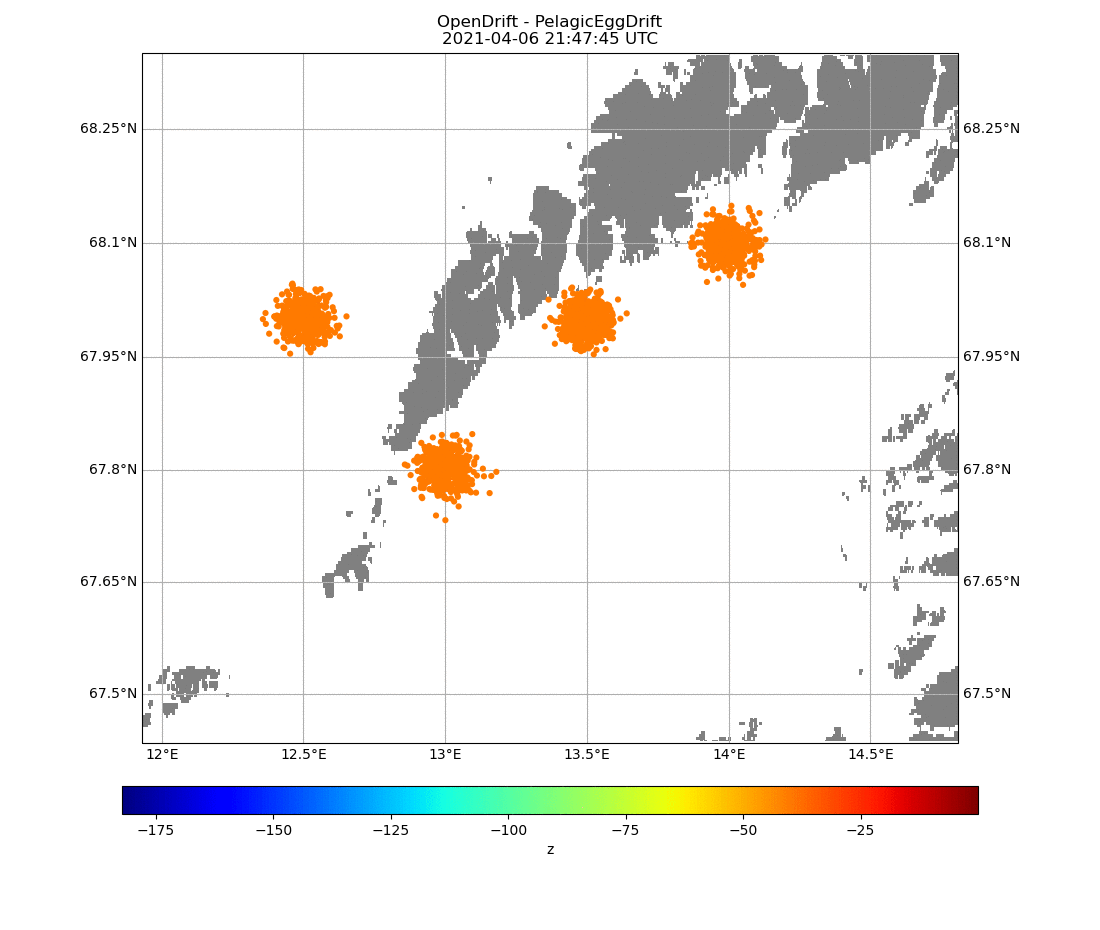 OpenDrift - PelagicEggDrift
2021-04-06 21:47:45 UTC
68.25°N 68.25°N
68.1°N 68.1°N
67.95°N 67.95°N
67.8°N 67.8°N
67.65°N 67.65°N
67.5°N 67.5°N
12°E 12.5°E 13°E 13.5°E 14°E 14.5°E
−175 −150 −125 −100 −75 −50 −25
z